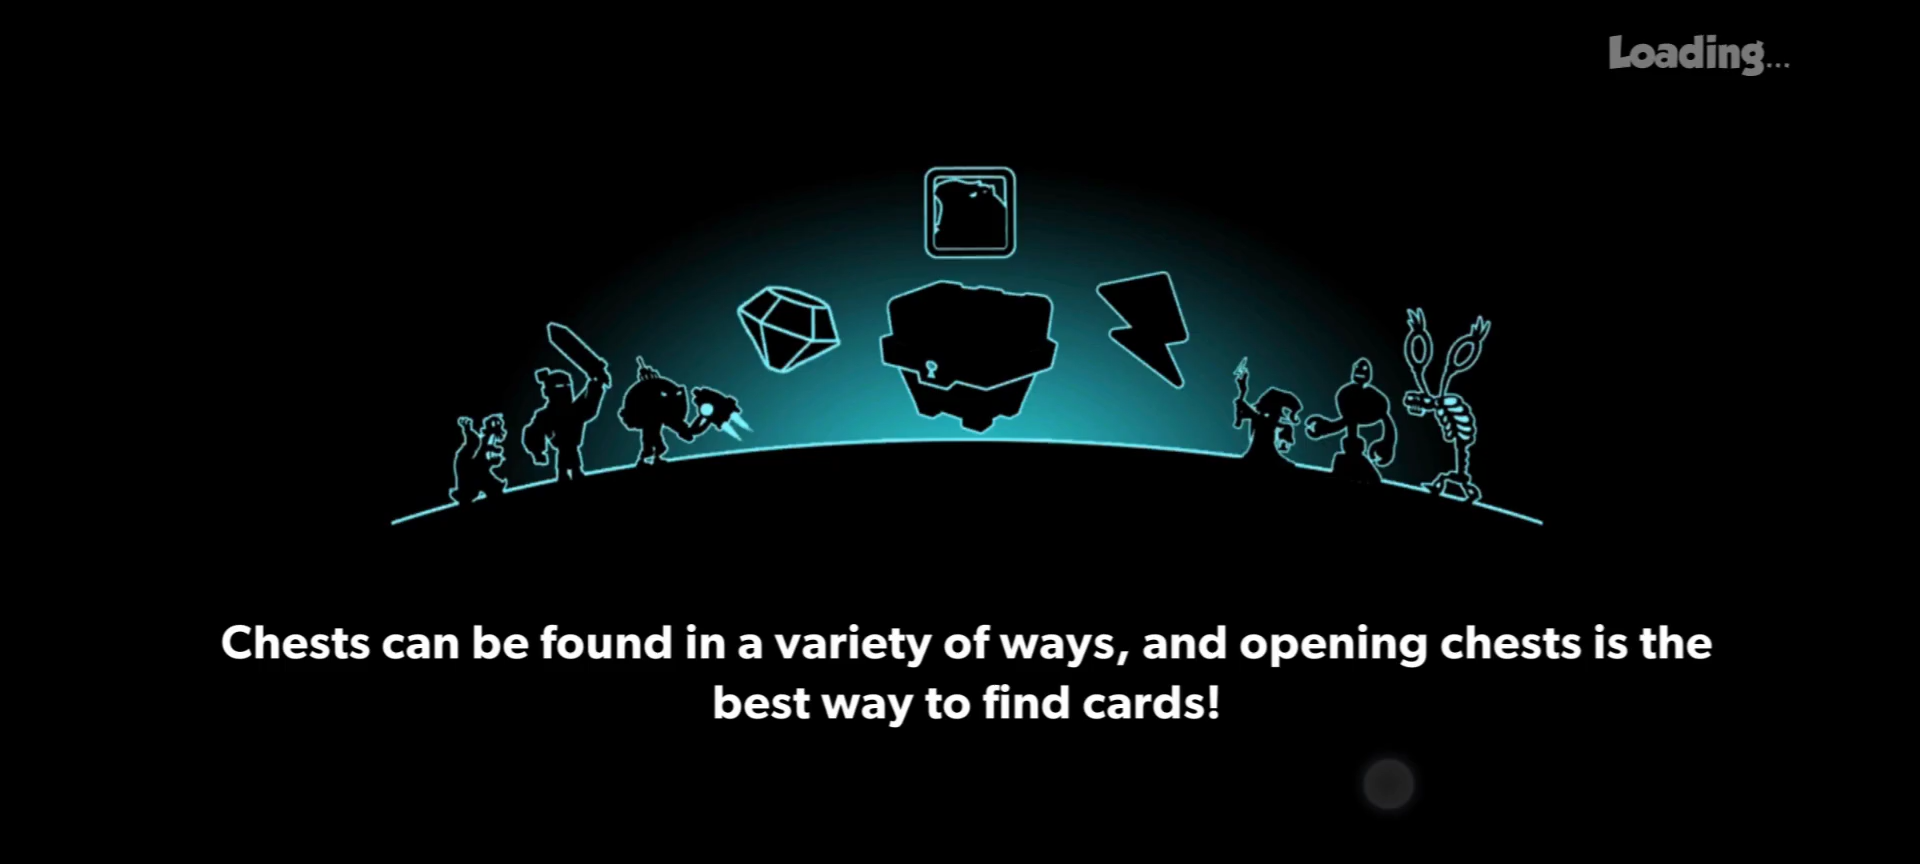 Loading...
Chests can be found in a variety of ways, and opening chests is the
best way to find cards!